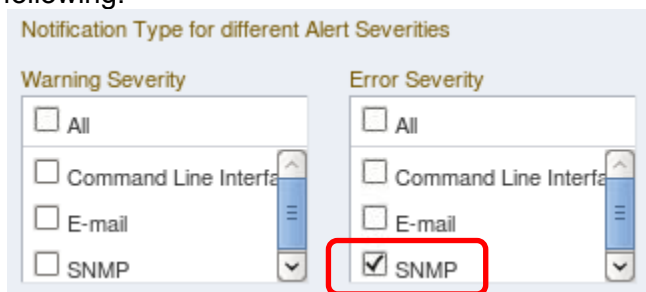 following:
Notification Type for different Alert Severities
Warning Severity
Error Severity
All
All
Command Line Interfa
Command Line Interfa
E-mail
E-mail
SNMP
SNMP